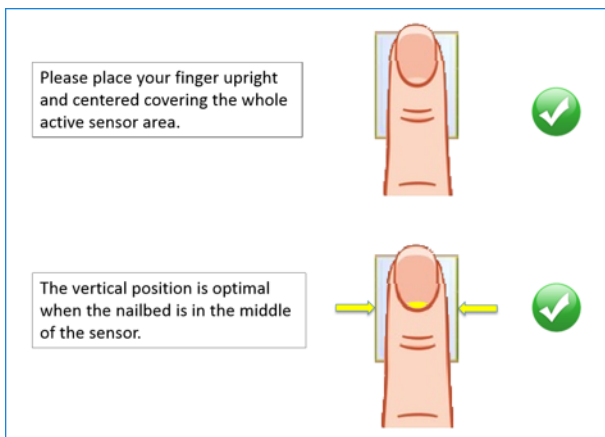 Please place your finger upright
and centered covering the whole
active sensor area.
The vertical position is optimal
when the nailbed is in the middle
of the sensor.